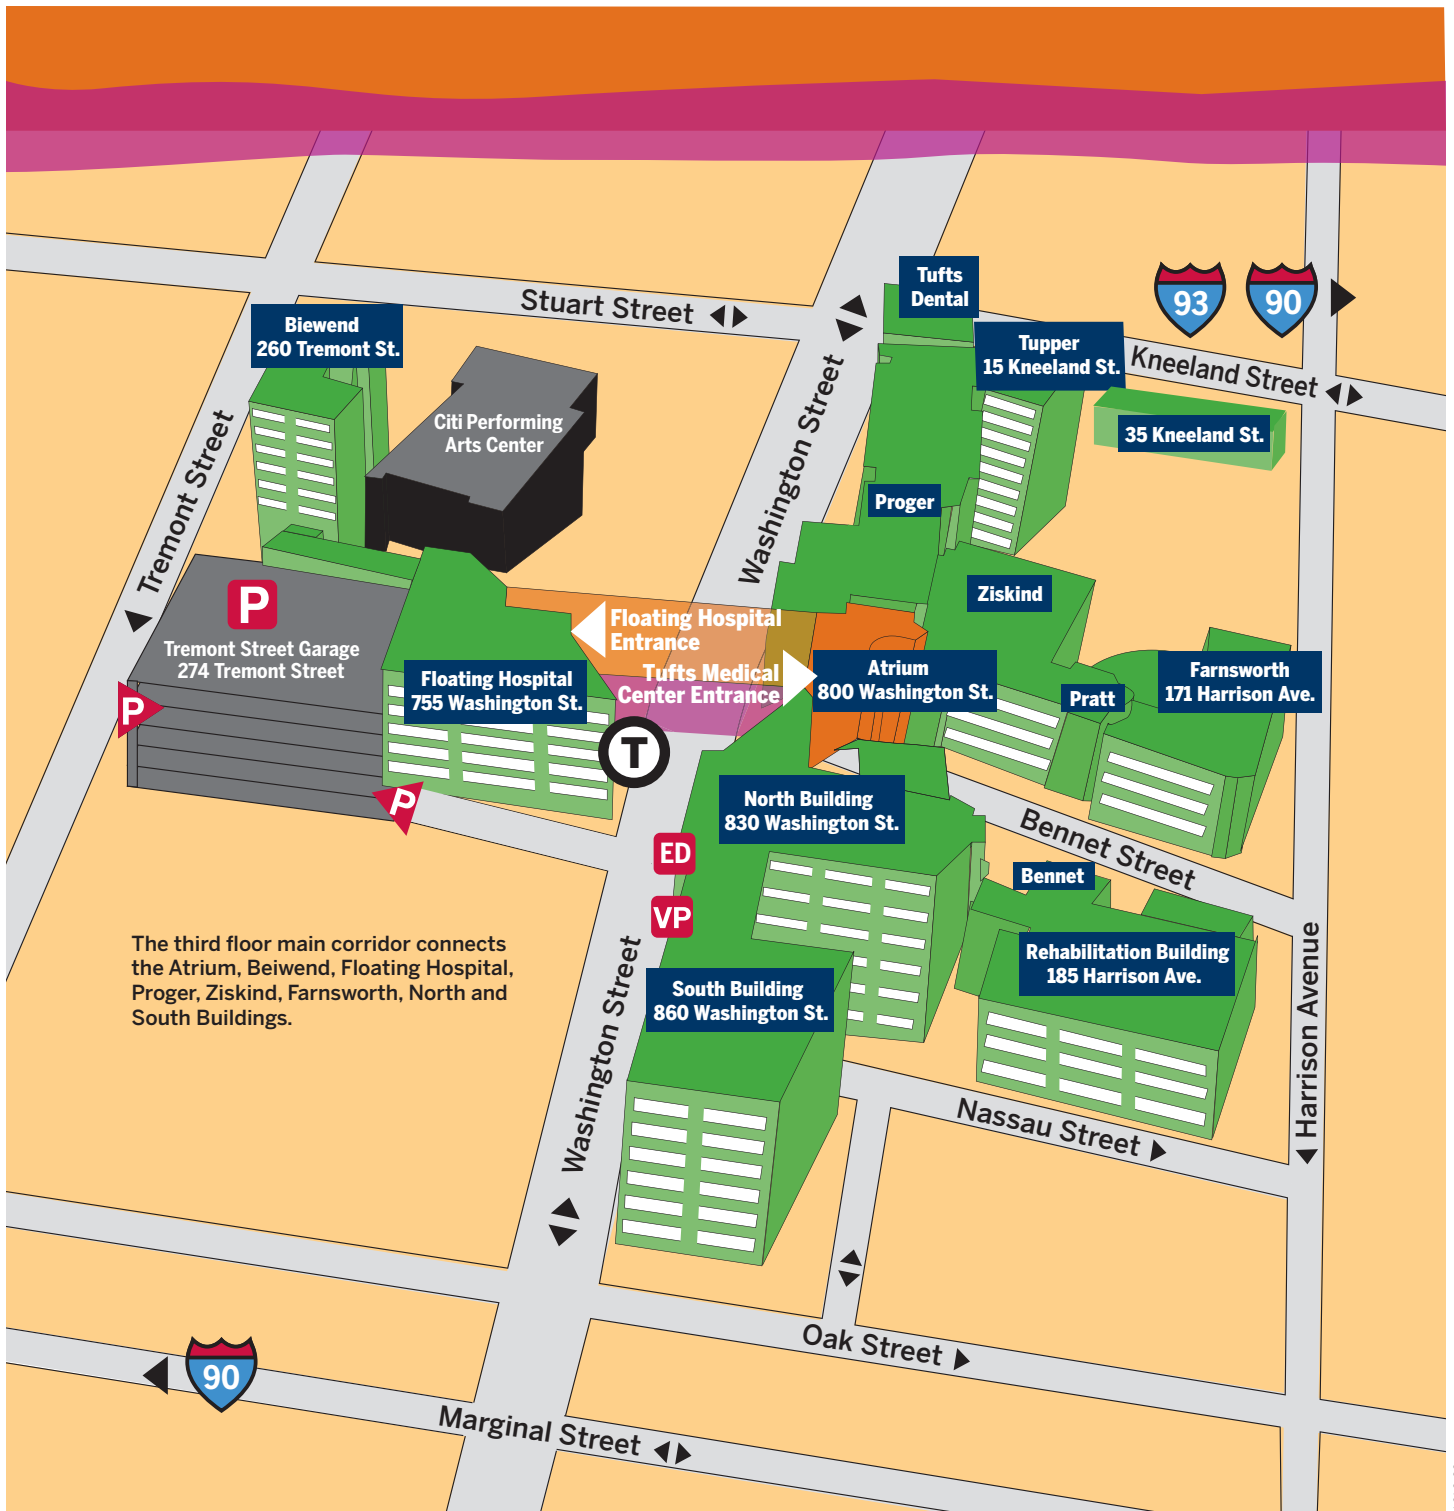 Tufts
Dental
93
90
Stuart Street
Biewend
260 Tremont St.
Tupper
15 Kneeland St.
Kneeland Street
Citi Performing
Arts Center
35 Kneeland St.
Tremont Street
Washington Street
Proger
Ziskind
P
Floating Hospital
Entrance
Tremont Street Garage
274 Tremont Street
Tufts Medical
Center Entrance
Atrium
800 Washington St.
Farnsworth
171 Harrison Ave.
Floating Hospital
755 Washington St.
Pratt
P
T
P
North Building
830 Washington St.
Bennet Street
ED
Bennet
VP
The third floor main corridor connects
the Atrium, Beiwend, Floating Hospital,
Proger, Ziskind, Farnsworth, North and
South Buildings.
Rehabilitation Building
185 Harrison Ave.
South Building
860 Washington St.
Washington Street
Harrison Avenue
Nassau Street
Oak Street
90
Marginal Street